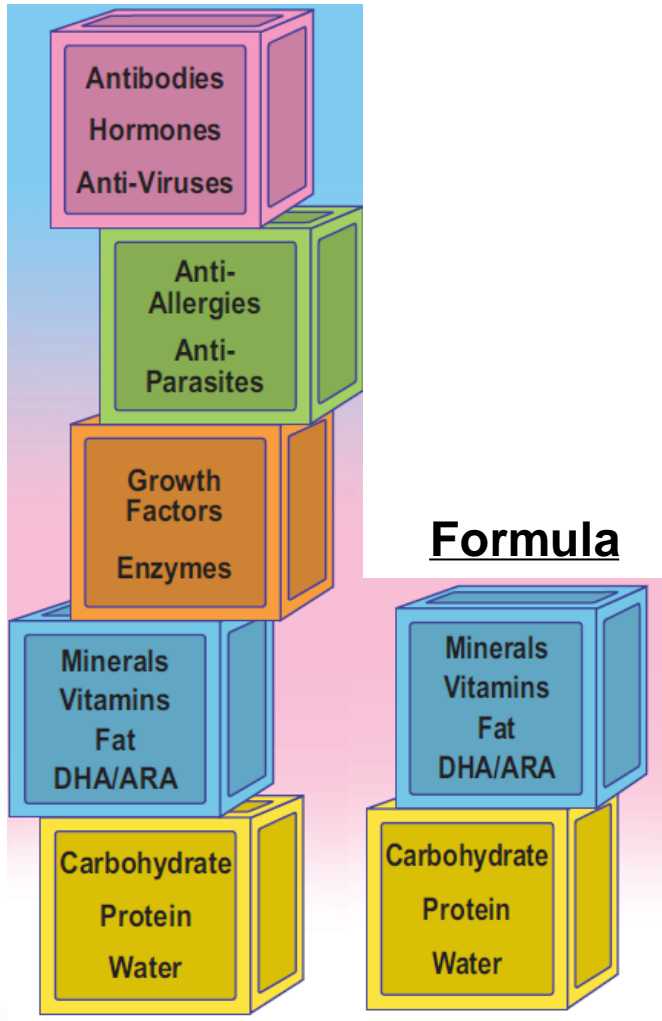 Antibodies
Hormones
Anti-Viruses
Anti-
Allergies
Anti-
Parasites
Growth
Factors
Enzymes
Minerals
Vitamins
Fat
DHA/ARA
Carbohydrate
Protein
Water
Formula
Minerals
Vitamins
Fat
DHA/ARA
Carbohydrate
Protein
Water